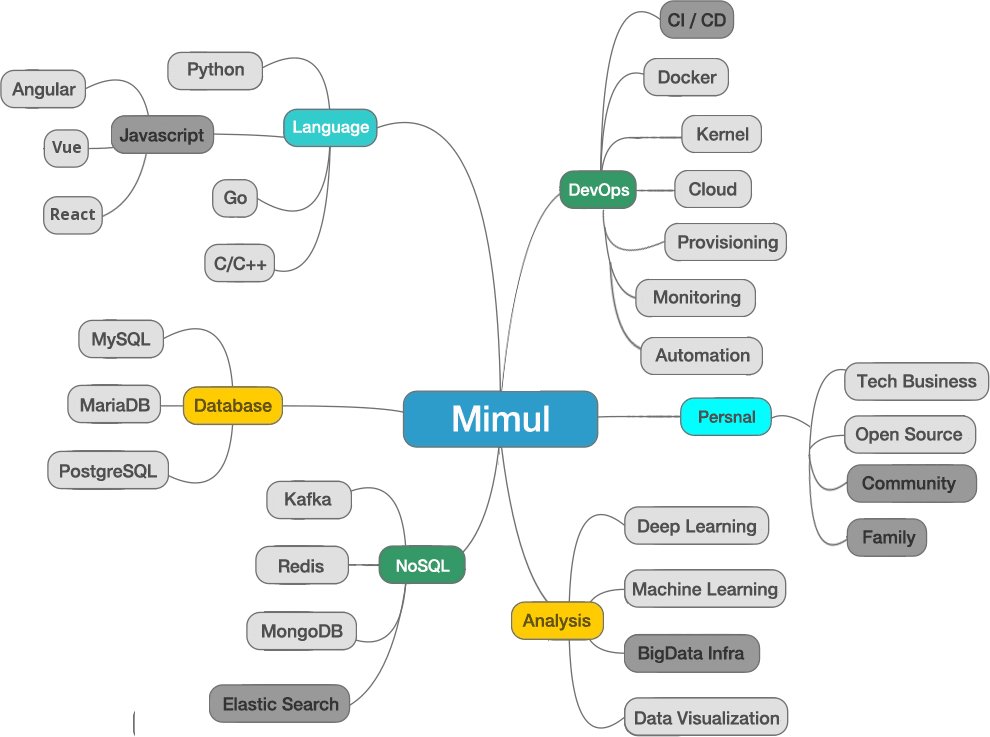 CI / CD
Python
Docker
Angular
Language
Javascript
Kernel
Vue
DevOps
Cloud
Go
React
Provisioning
C/C++
Monitoring
MySQL
Automation
Tech Business
MariaDB
Database
Mimul
Persnal
Open Source
PostgreSQL
Community
Kafka
Deep Learning
Family
Redis
NoSQL
Machine Learning
Analysis
MongoDB
BigData Infra
Elastic Search
Data Visualization